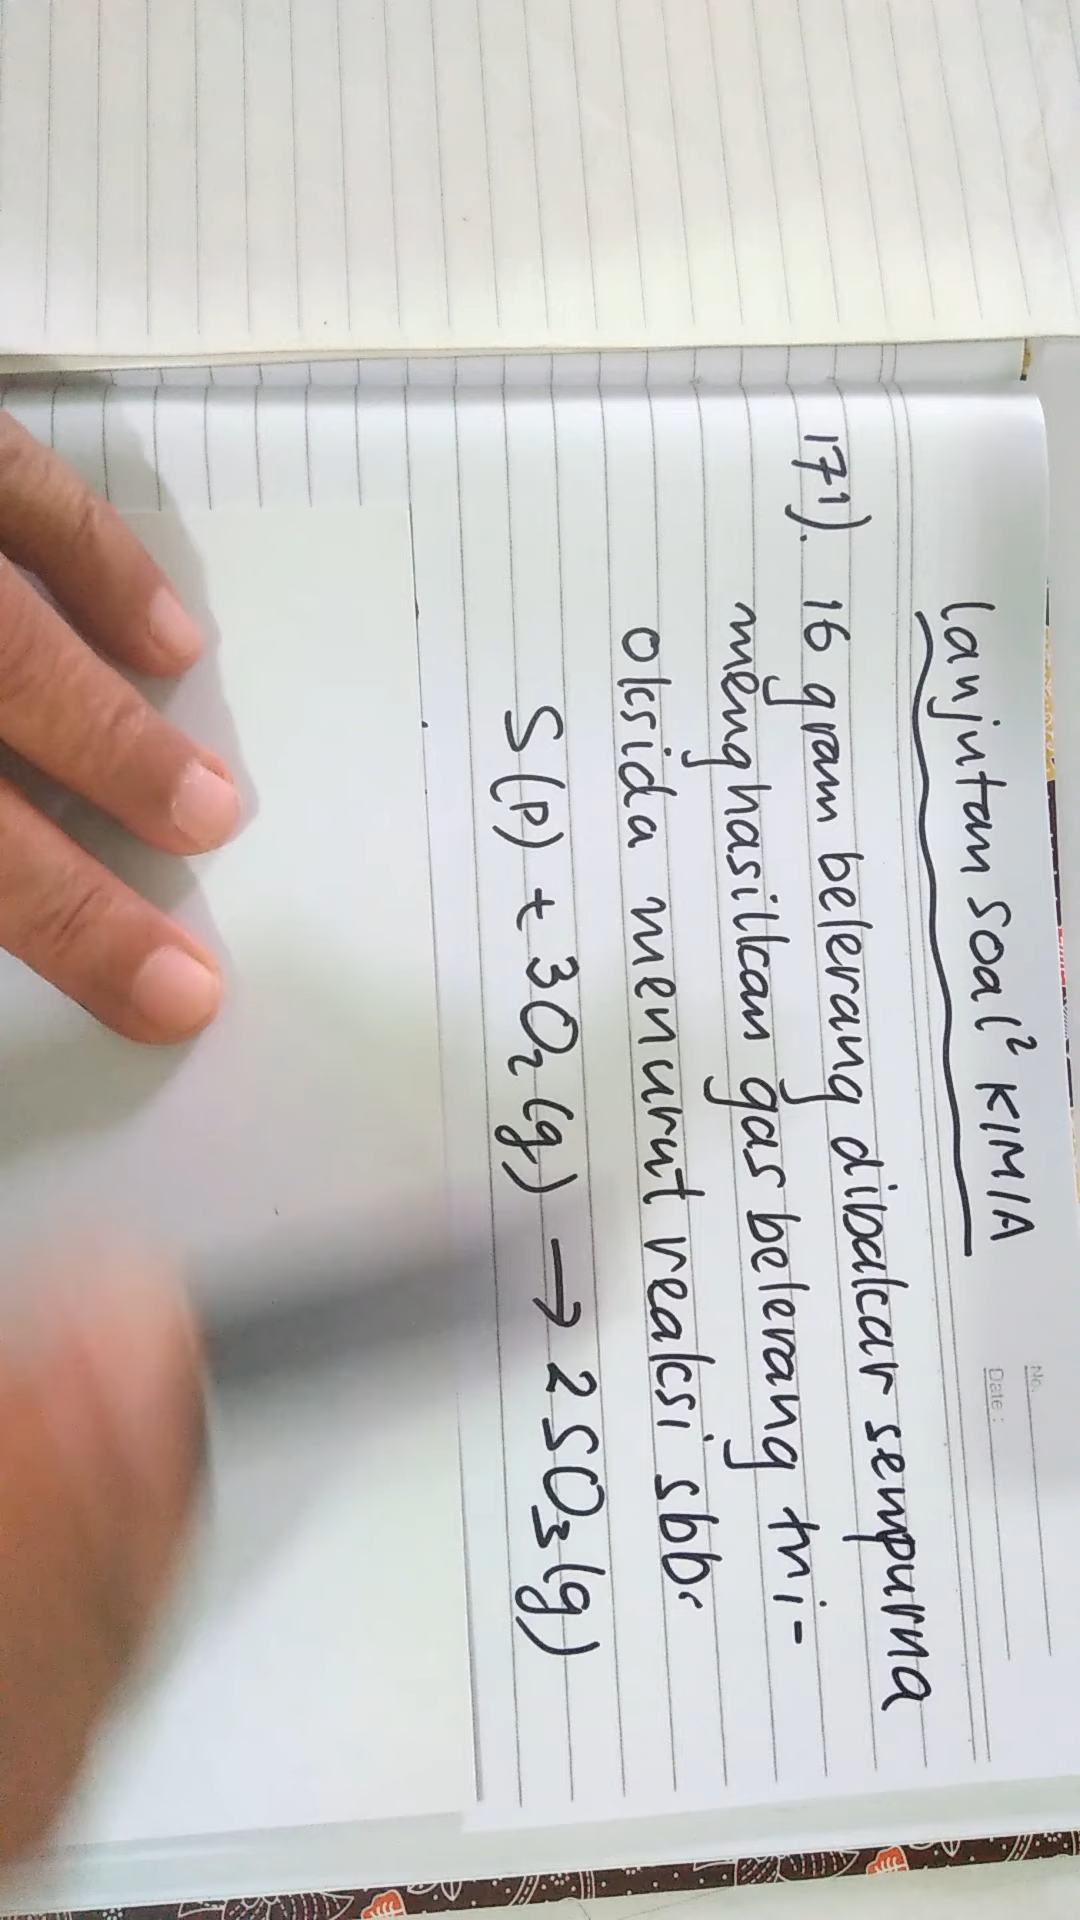 No.
Date :
lanjutan soal² KIMIA
171). 16 gram belerang dibakar sempurna
menghasilkan gas belerang tri-
oksida menurut reaksi sbb:
S(p) + 3O₂ (g) → 2SO₃(g)